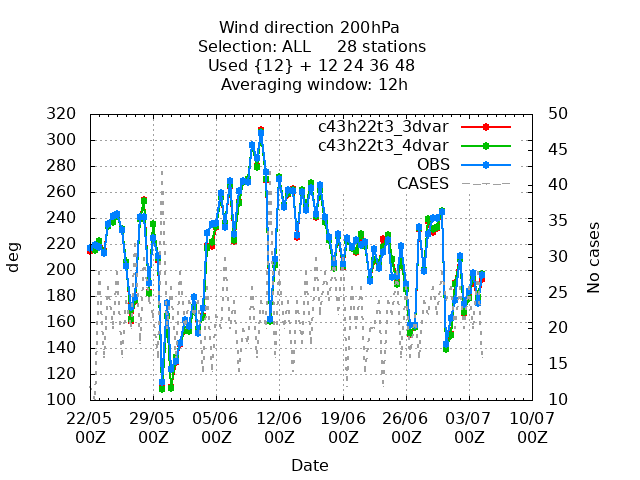 Wind direction 200hPa
Selection: ALL     28 stations
Used {12} + 12 24 36 48
Averaging window: 12h
c43h22t3_3dvar
c43h22t3_4dvar
OBS
CASES
320
300
280
260
240
220
200
180
160
140
120
100
deg
50
45
40
35
30
25
20
15
10
No cases
22/05 29/05 05/06 12/06 19/06 26/06 03/07 10/07
00Z 00Z 00Z 00Z 00Z 00Z 00Z 00Z
Date